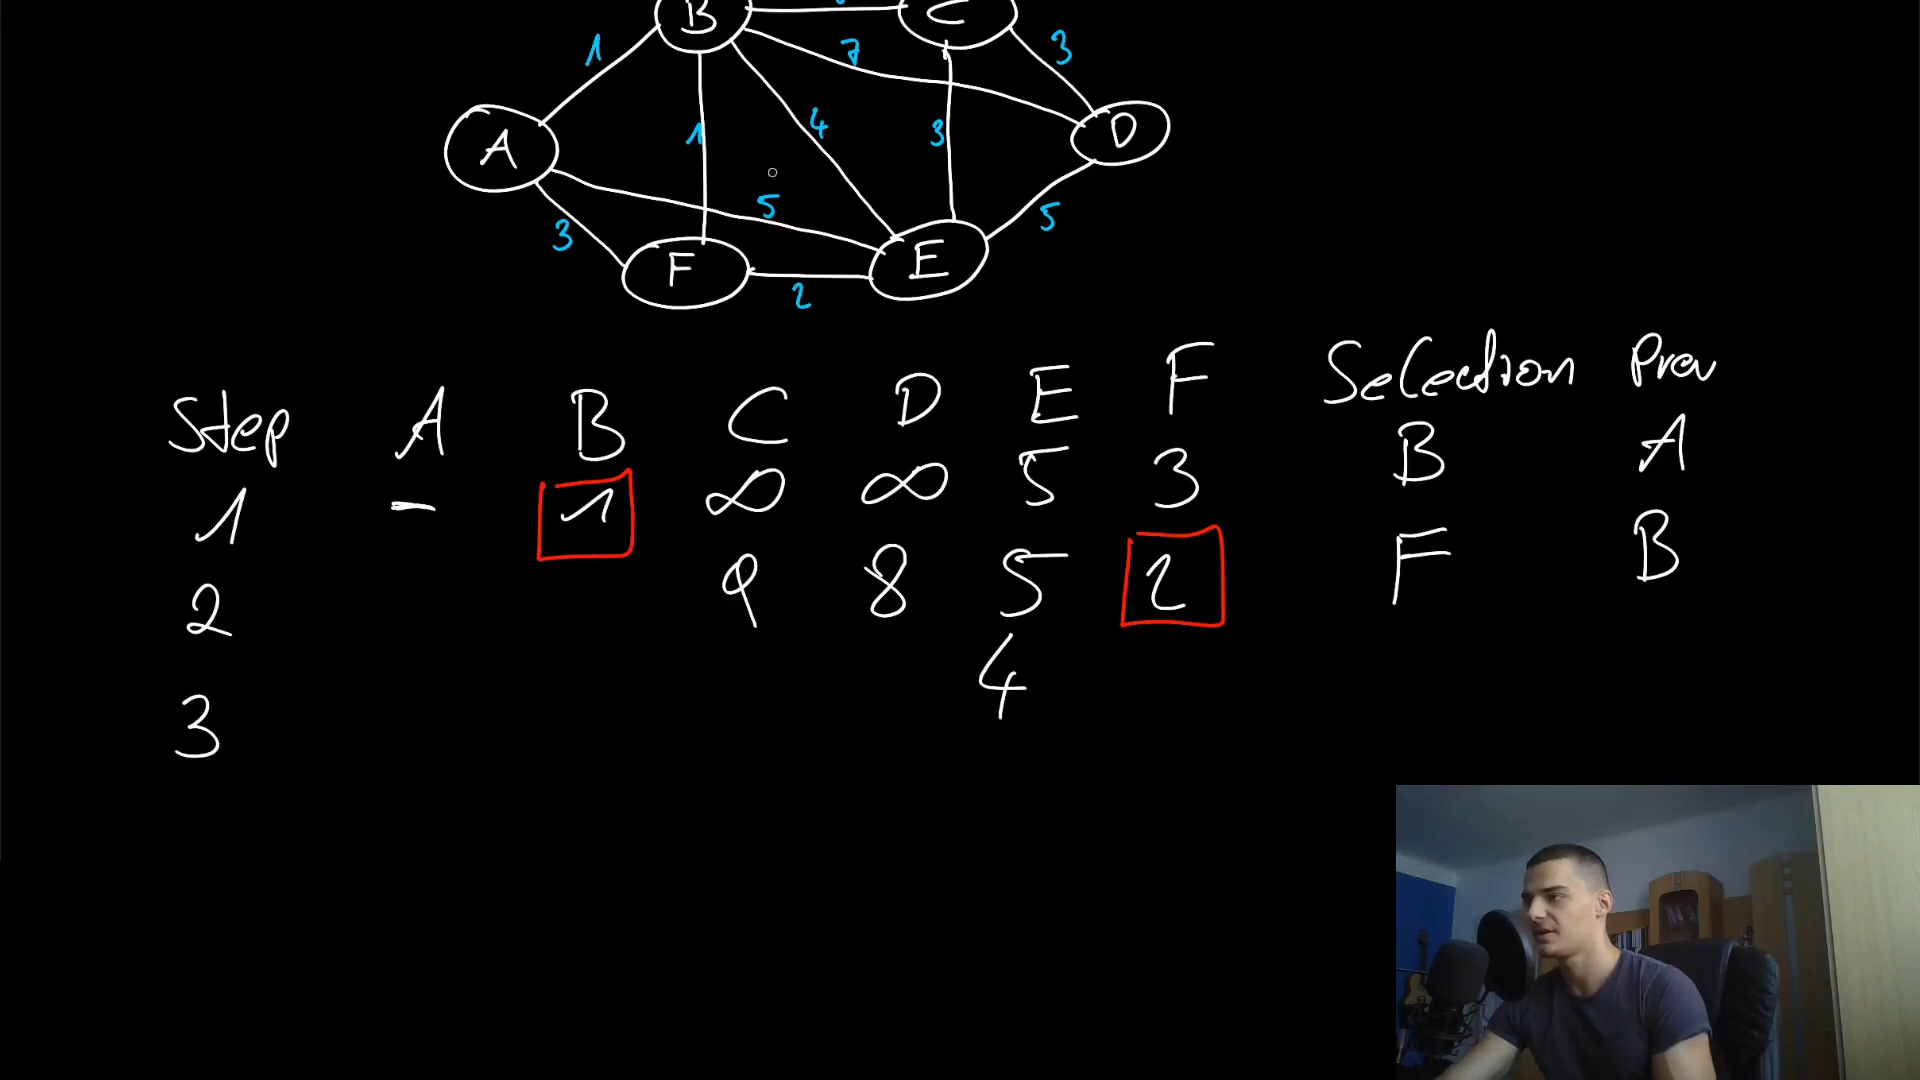 B C
1 7 3
A 1 4 3 D
5
3 F E 5
2
Step A B C D E F Selection Prev
1 - 1 ∞ ∞ 5 3 B A
2 9 8 5 2 F B
3 4